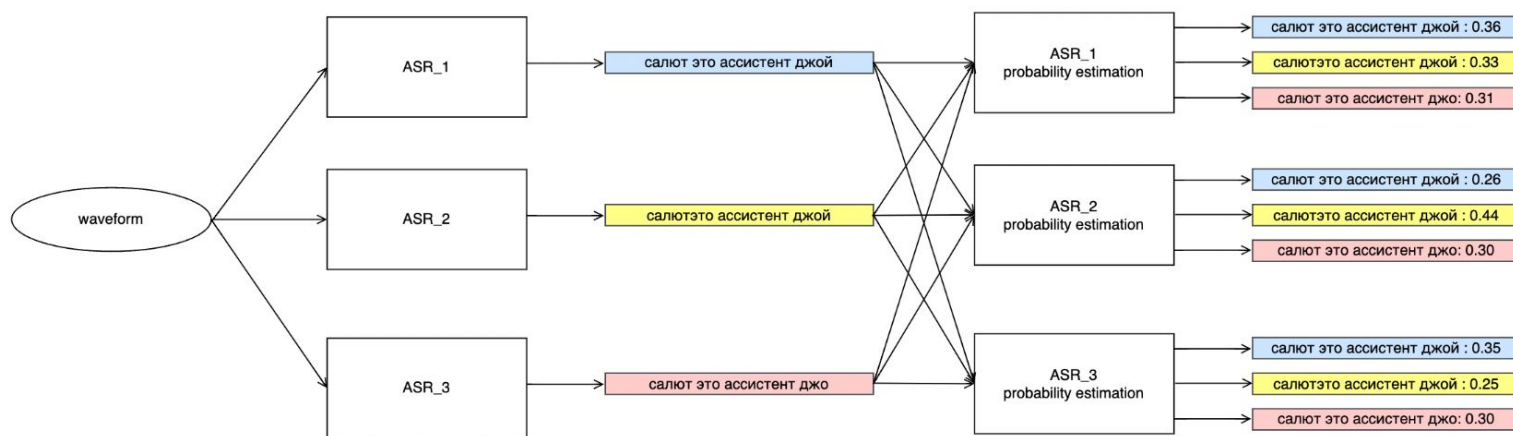 waveform
ASR_1
ASR_2
ASR_3
салют это ассистент джой
салютэто ассистент джой
салют это ассистент джо
ASR_1
probability estimation
салют это ассистент джой : 0.36
салютэто ассистент джой : 0.33
салют это ассистент джо: 0.31
ASR_2
probability estimation
салют это ассистент джой : 0.26
салютэто ассистент джой : 0.44
салют это ассистент джо: 0.30
ASR_3
probability estimation
салют это ассистент джой : 0.35
салютэто ассистент джой : 0.25
салют это ассистент джо: 0.30